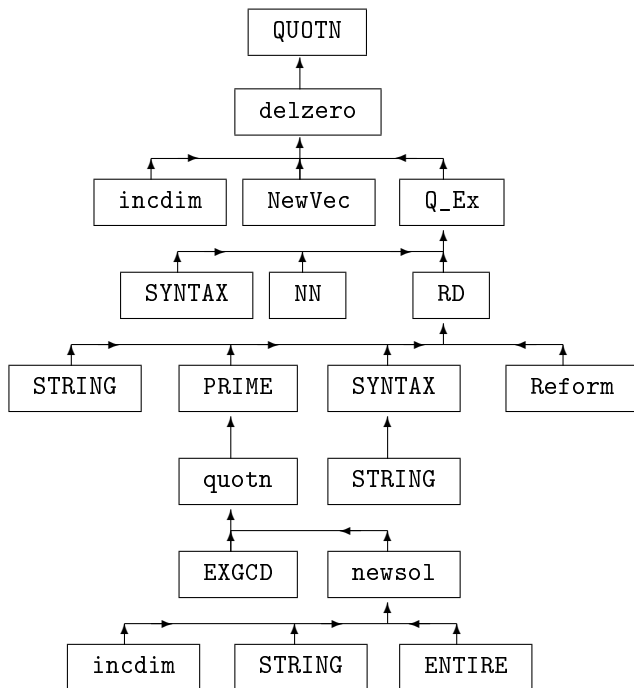 QUOTN
delzero
incdim NewVec Q_Ex
SYNTAX NN RD
STRING PRIME SYNTAX Reform
quotn STRING
EXGCD newsol
incdim STRING ENTIRE